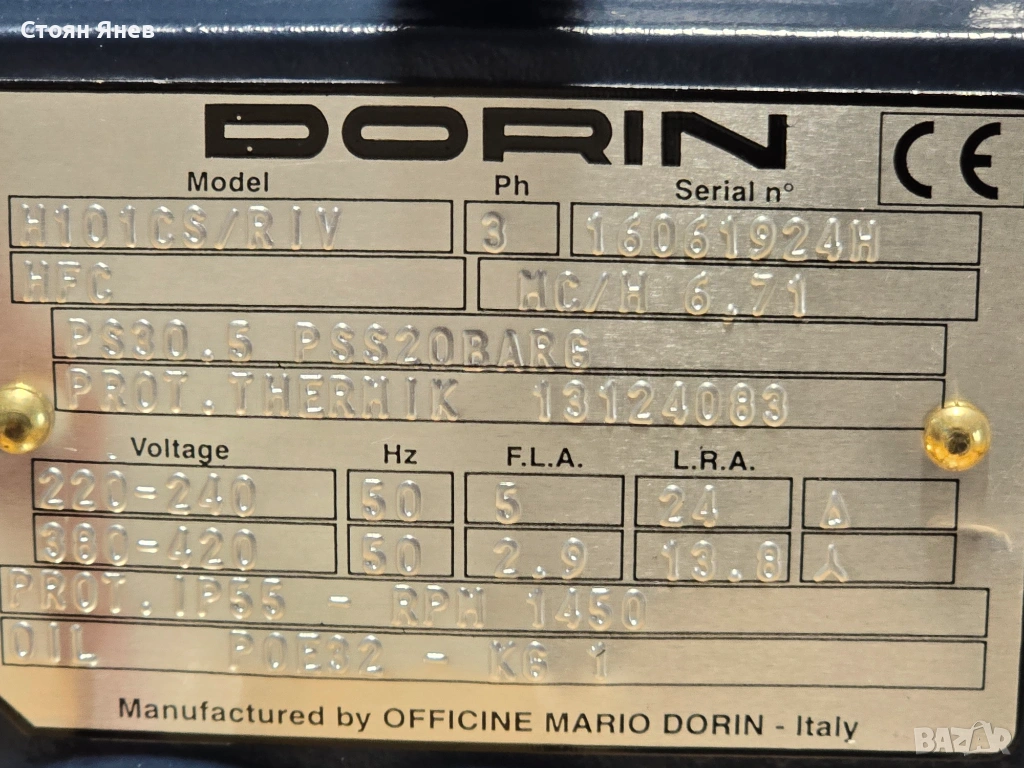 Стоян Янев
DORIN
CE
Model Ph Serial n°
H101CS/RIV 3 16061924H
HFC MC/H 6,71
PS30.5 PSS20BARG
PROT.THERMIK 13124083
Voltage Hz F.L.A. L.R.A.
220-240 50 5 24 Δ
380-420 50 2.9 13.8 ⅄
PROT.IP55 - RPM 1450
OIL POE32 - KG 1
Manufactured by OFFICINE MARIO DORIN - Italy
BAZAR